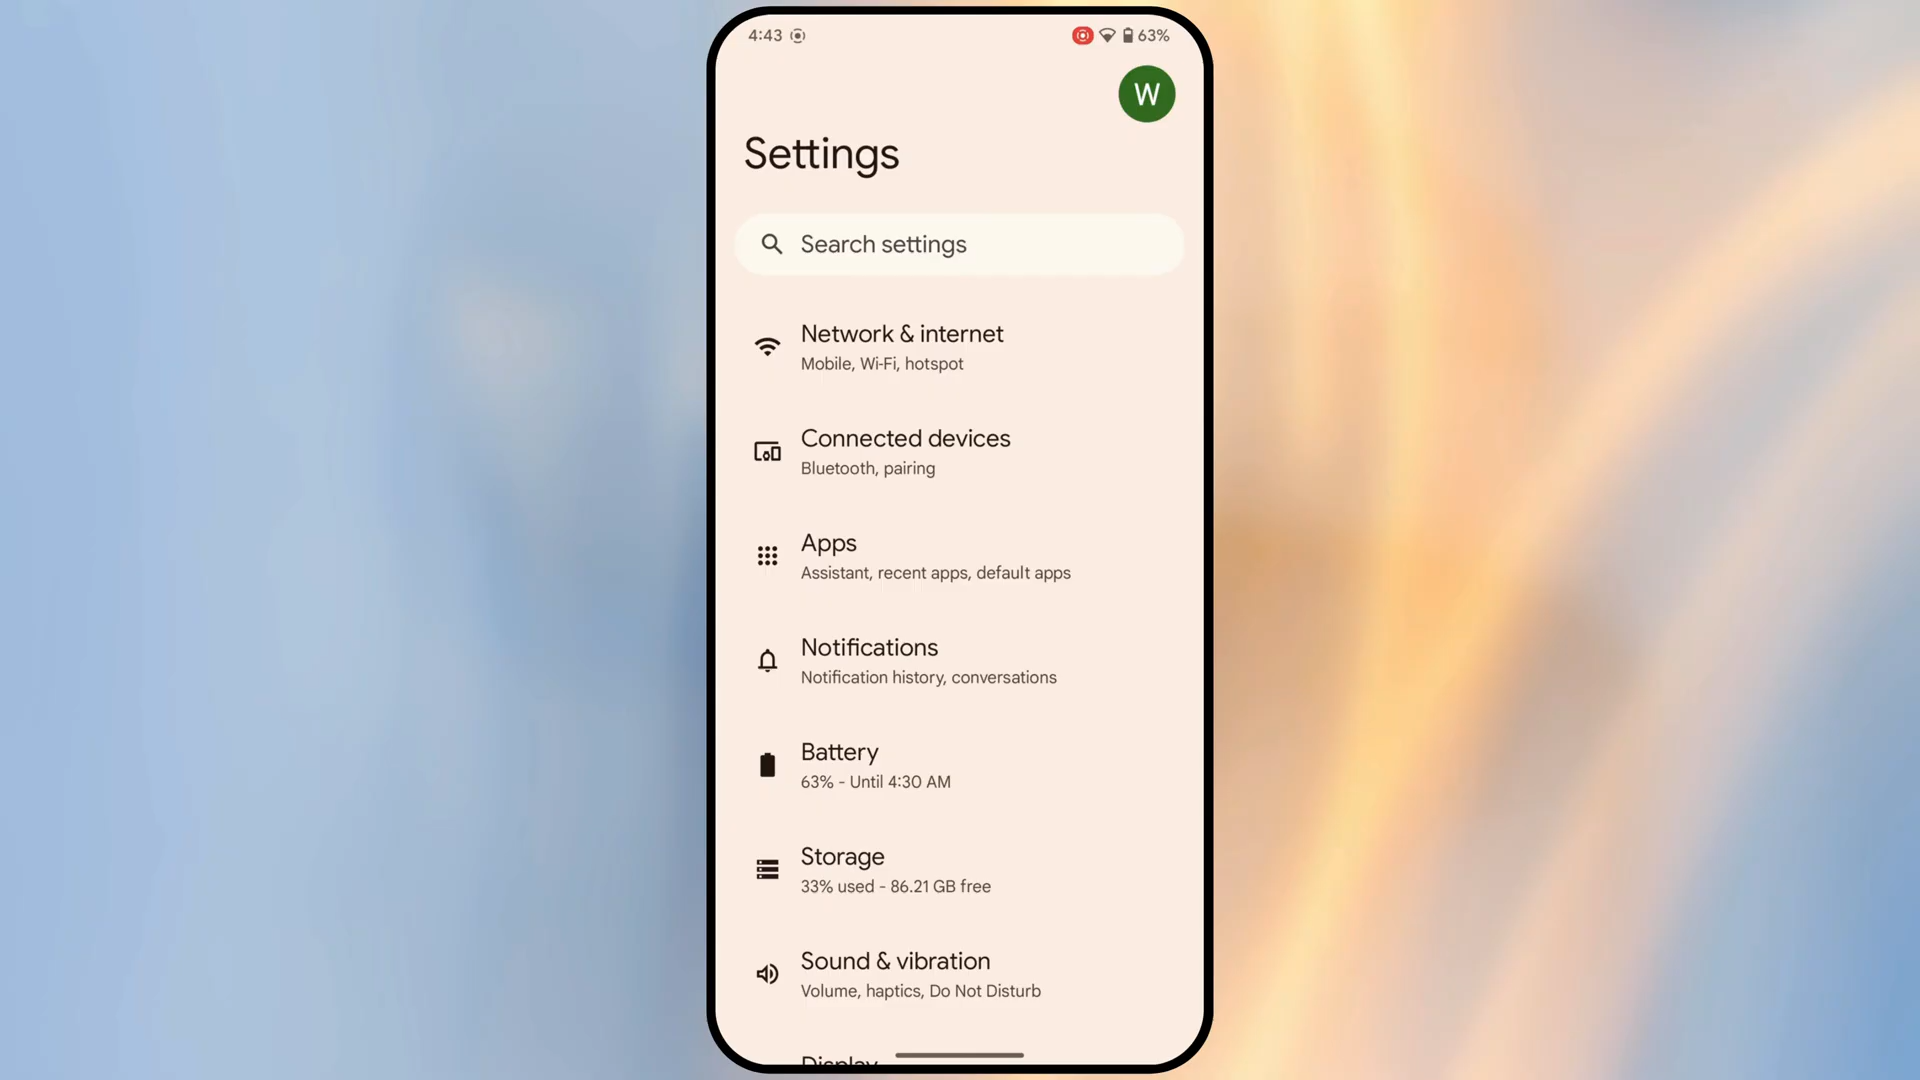 4:43 63%
W
Settings
Search settings
Network & internet
Mobile, Wi-Fi, hotspot
Connected devices
Bluetooth, pairing
Apps
Assistant, recent apps, default apps
Notifications
Notification history, conversations
Battery
63% - Until 4:30 AM
Storage
33% used - 86.21 GB free
Sound & vibration
Volume, haptics, Do Not Disturb
Display